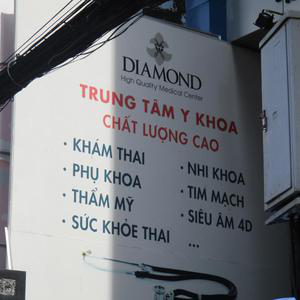 DIAMOND
High Quality Medical Center
TRUNG TÂM Y KHOA
CHẤT LƯỢNG CAO
· KHÁM THAI
· PHỤ KHOA
· THẨM MỸ
· SỨC KHỎE THAI
· NHI KHOA
· TIM MẠCH
· SIÊU ÂM 4D
...